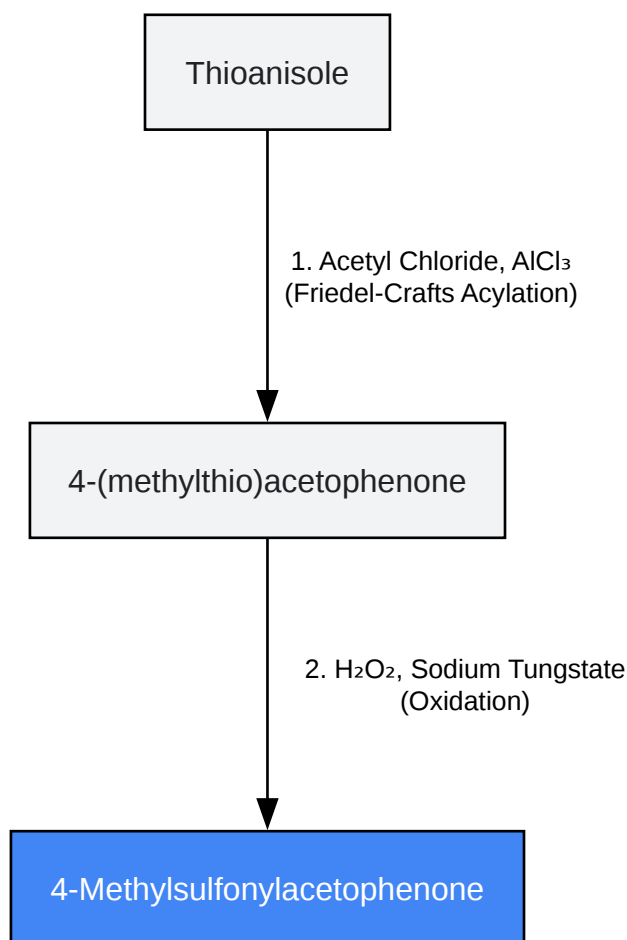 Thioanisole
1. Acetyl Chloride, AlCl₃
(Friedel-Crafts Acylation)
4-(methylthio)acetophenone
2. H₂O₂, Sodium Tungstate
(Oxidation)
4-Methylsulfonylacetophenone